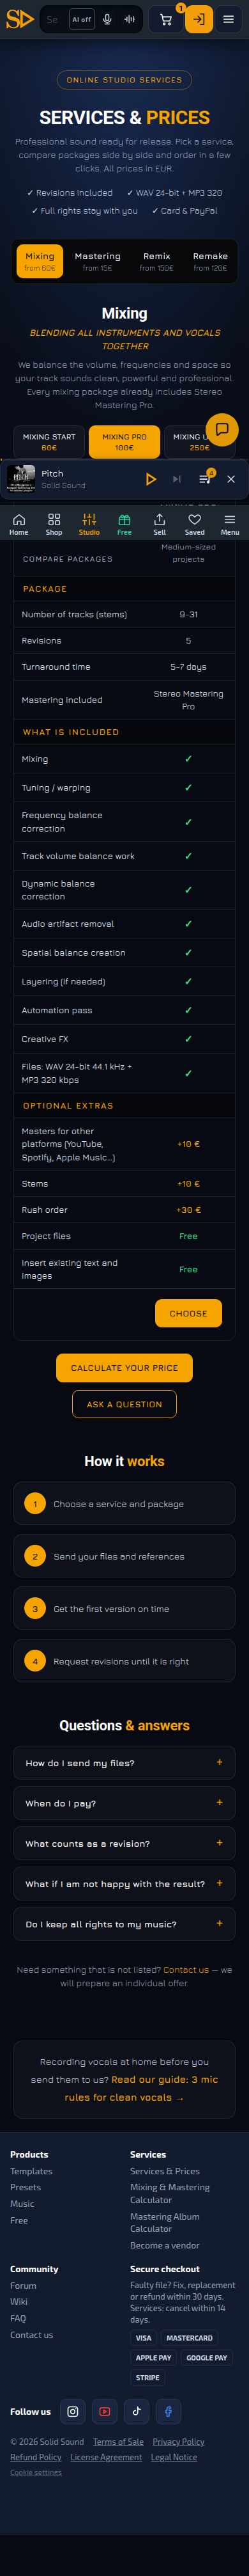 Se
AI off
1
ONLINE STUDIO SERVICES
SERVICES & PRICES
Professional sound ready for release. Pick a service,
compare packages side by side and order in a few
clicks. All prices in EUR.
✓ Revisions included ✓ WAV 24-bit + MP3 320
✓ Full rights stay with you ✓ Card & PayPal
Mixing Mastering Remix Remake
from 60€ from 15€ from 150€ from 120€
Mixing
BLENDING ALL INSTRUMENTS AND VOCALS
TOGETHER
We balance the volume, frequencies and space so
your track sounds clean, powerful and professional.
Every mixing package already includes Stereo
Mastering Pro.
MIXING START MIXING PRO MIXING U
60€ 100€ 250€
Pitch
Solid Sound
4
Home Shop Studio Free Sell Saved Menu
COMPARE PACKAGES
Medium-sized
projects
PACKAGE
Number of tracks (stems) 9-31
Revisions 5
Turnaround time 5-7 days
Mastering included Stereo Mastering
Pro
WHAT IS INCLUDED
Mixing ✓
Tuning / warping ✓
Frequency balance
correction ✓
Track volume balance work ✓
Dynamic balance
correction ✓
Audio artifact removal ✓
Spatial balance creation ✓
Layering (if needed) ✓
Automation pass ✓
Creative FX ✓
Files: WAV 24-bit 44.1 kHz +
MP3 320 kbps ✓
OPTIONAL EXTRAS
Masters for other
platforms (YouTube,
Spotify, Apple Music…) +10 €
Stems +10 €
Rush order +30 €
Project files Free
Insert existing text and
images Free
CHOOSE
CALCULATE YOUR PRICE
ASK A QUESTION
How it works
1 Choose a service and package
2 Send your files and references
3 Get the first version on time
4 Request revisions until it is right
Questions & answers
How do I send my files? +
When do I pay? +
What counts as a revision? +
What if I am not happy with the result? +
Do I keep all rights to my music? +
Need something that is not listed? Contact us — we
will prepare an individual offer.
Recording vocals at home before you
send them to us? Read our guide: 3 mic
rules for clean vocals →
Products
Templates
Presets
Music
Free
Services
Services & Prices
Mixing & Mastering
Calculator
Mastering Album
Calculator
Become a vendor
Community
Forum
Wiki
FAQ
Contact us
Secure checkout
Faulty file? Fix, replacement
or refund within 30 days.
Services: cancel within 14
days.
VISA MASTERCARD
APPLE PAY GOOGLE PAY
STRIPE
Follow us
© 2026 Solid Sound Terms of Sale Privacy Policy
Refund Policy License Agreement Legal Notice
Cookie settings